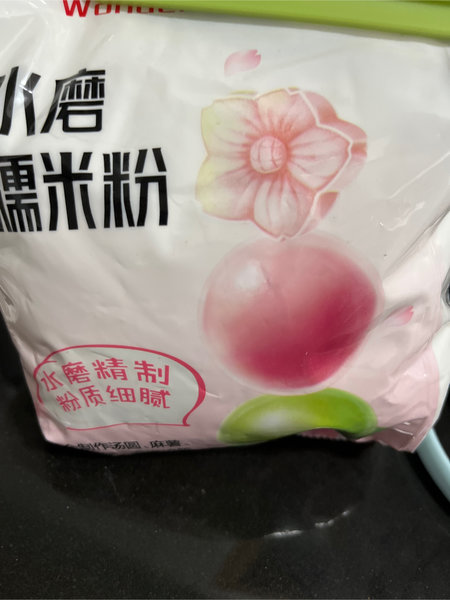 水磨
糯米粉
水磨精制
粉质细腻
制作汤圆、麻薯、